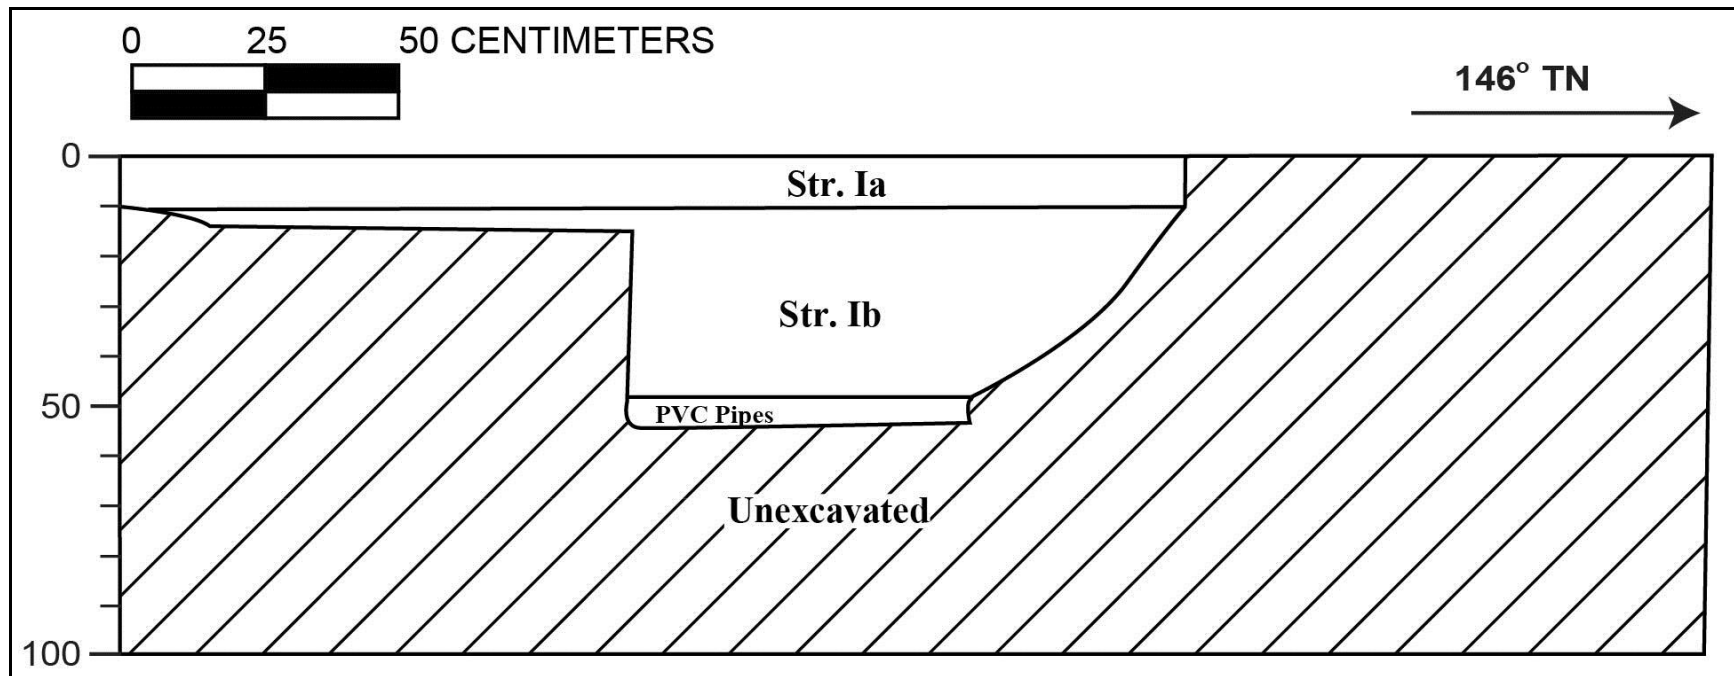 0 25 50 CENTIMETERS
146° TN
0
Str. Ia
Str. Ib
50
PVC Pipes
Unexcavated
100